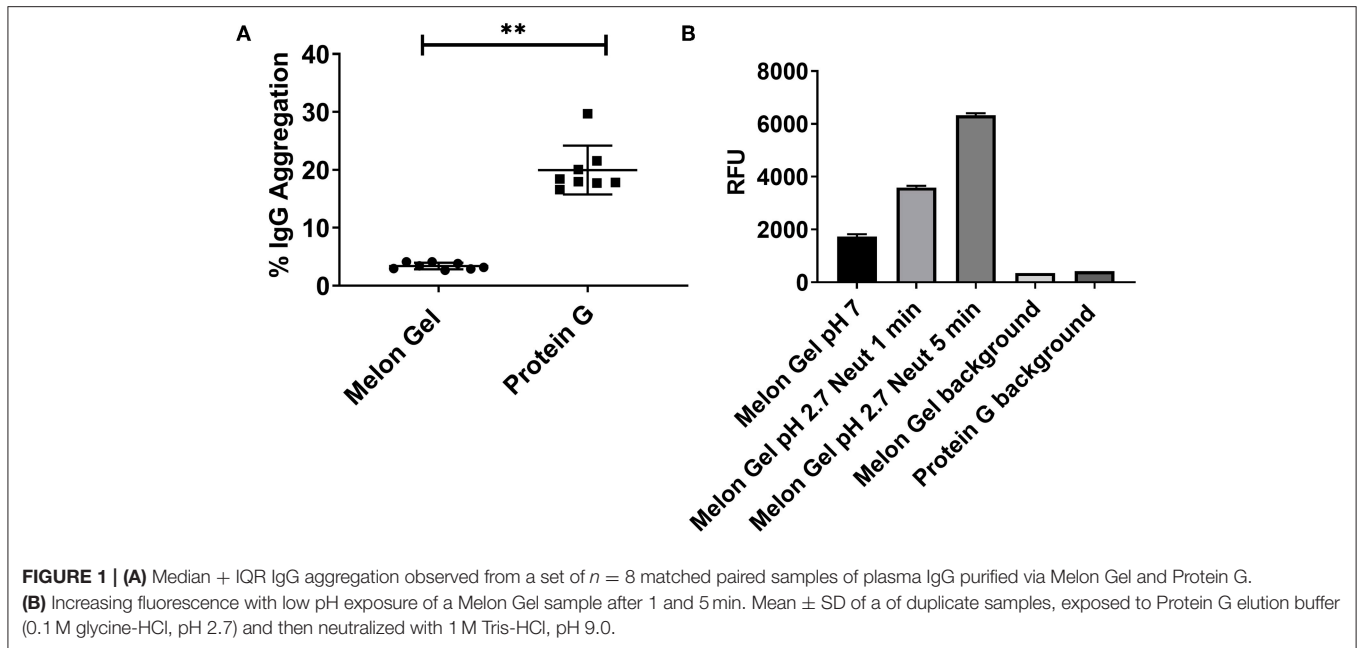 A
**
% IgG Aggregation
40
30
20
10
0
Melon Gel
Protein G
B
RFU
8000
6000
4000
2000
0
Melon Gel pH 7
Melon Gel pH 2.7 Neut 1 min
Melon Gel pH 2.7 Neut 5 min
Melon Gel background
Protein G background
FIGURE 1 | (A) Median + IQR IgG aggregation observed from a set of n = 8 matched paired samples of plasma IgG purified via Melon Gel and Protein G.
(B) Increasing fluorescence with low pH exposure of a Melon Gel sample after 1 and 5 min. Mean ± SD of a of duplicate samples, exposed to Protein G elution buffer
(0.1 M glycine-HCl, pH 2.7) and then neutralized with 1 M Tris-HCl, pH 9.0.